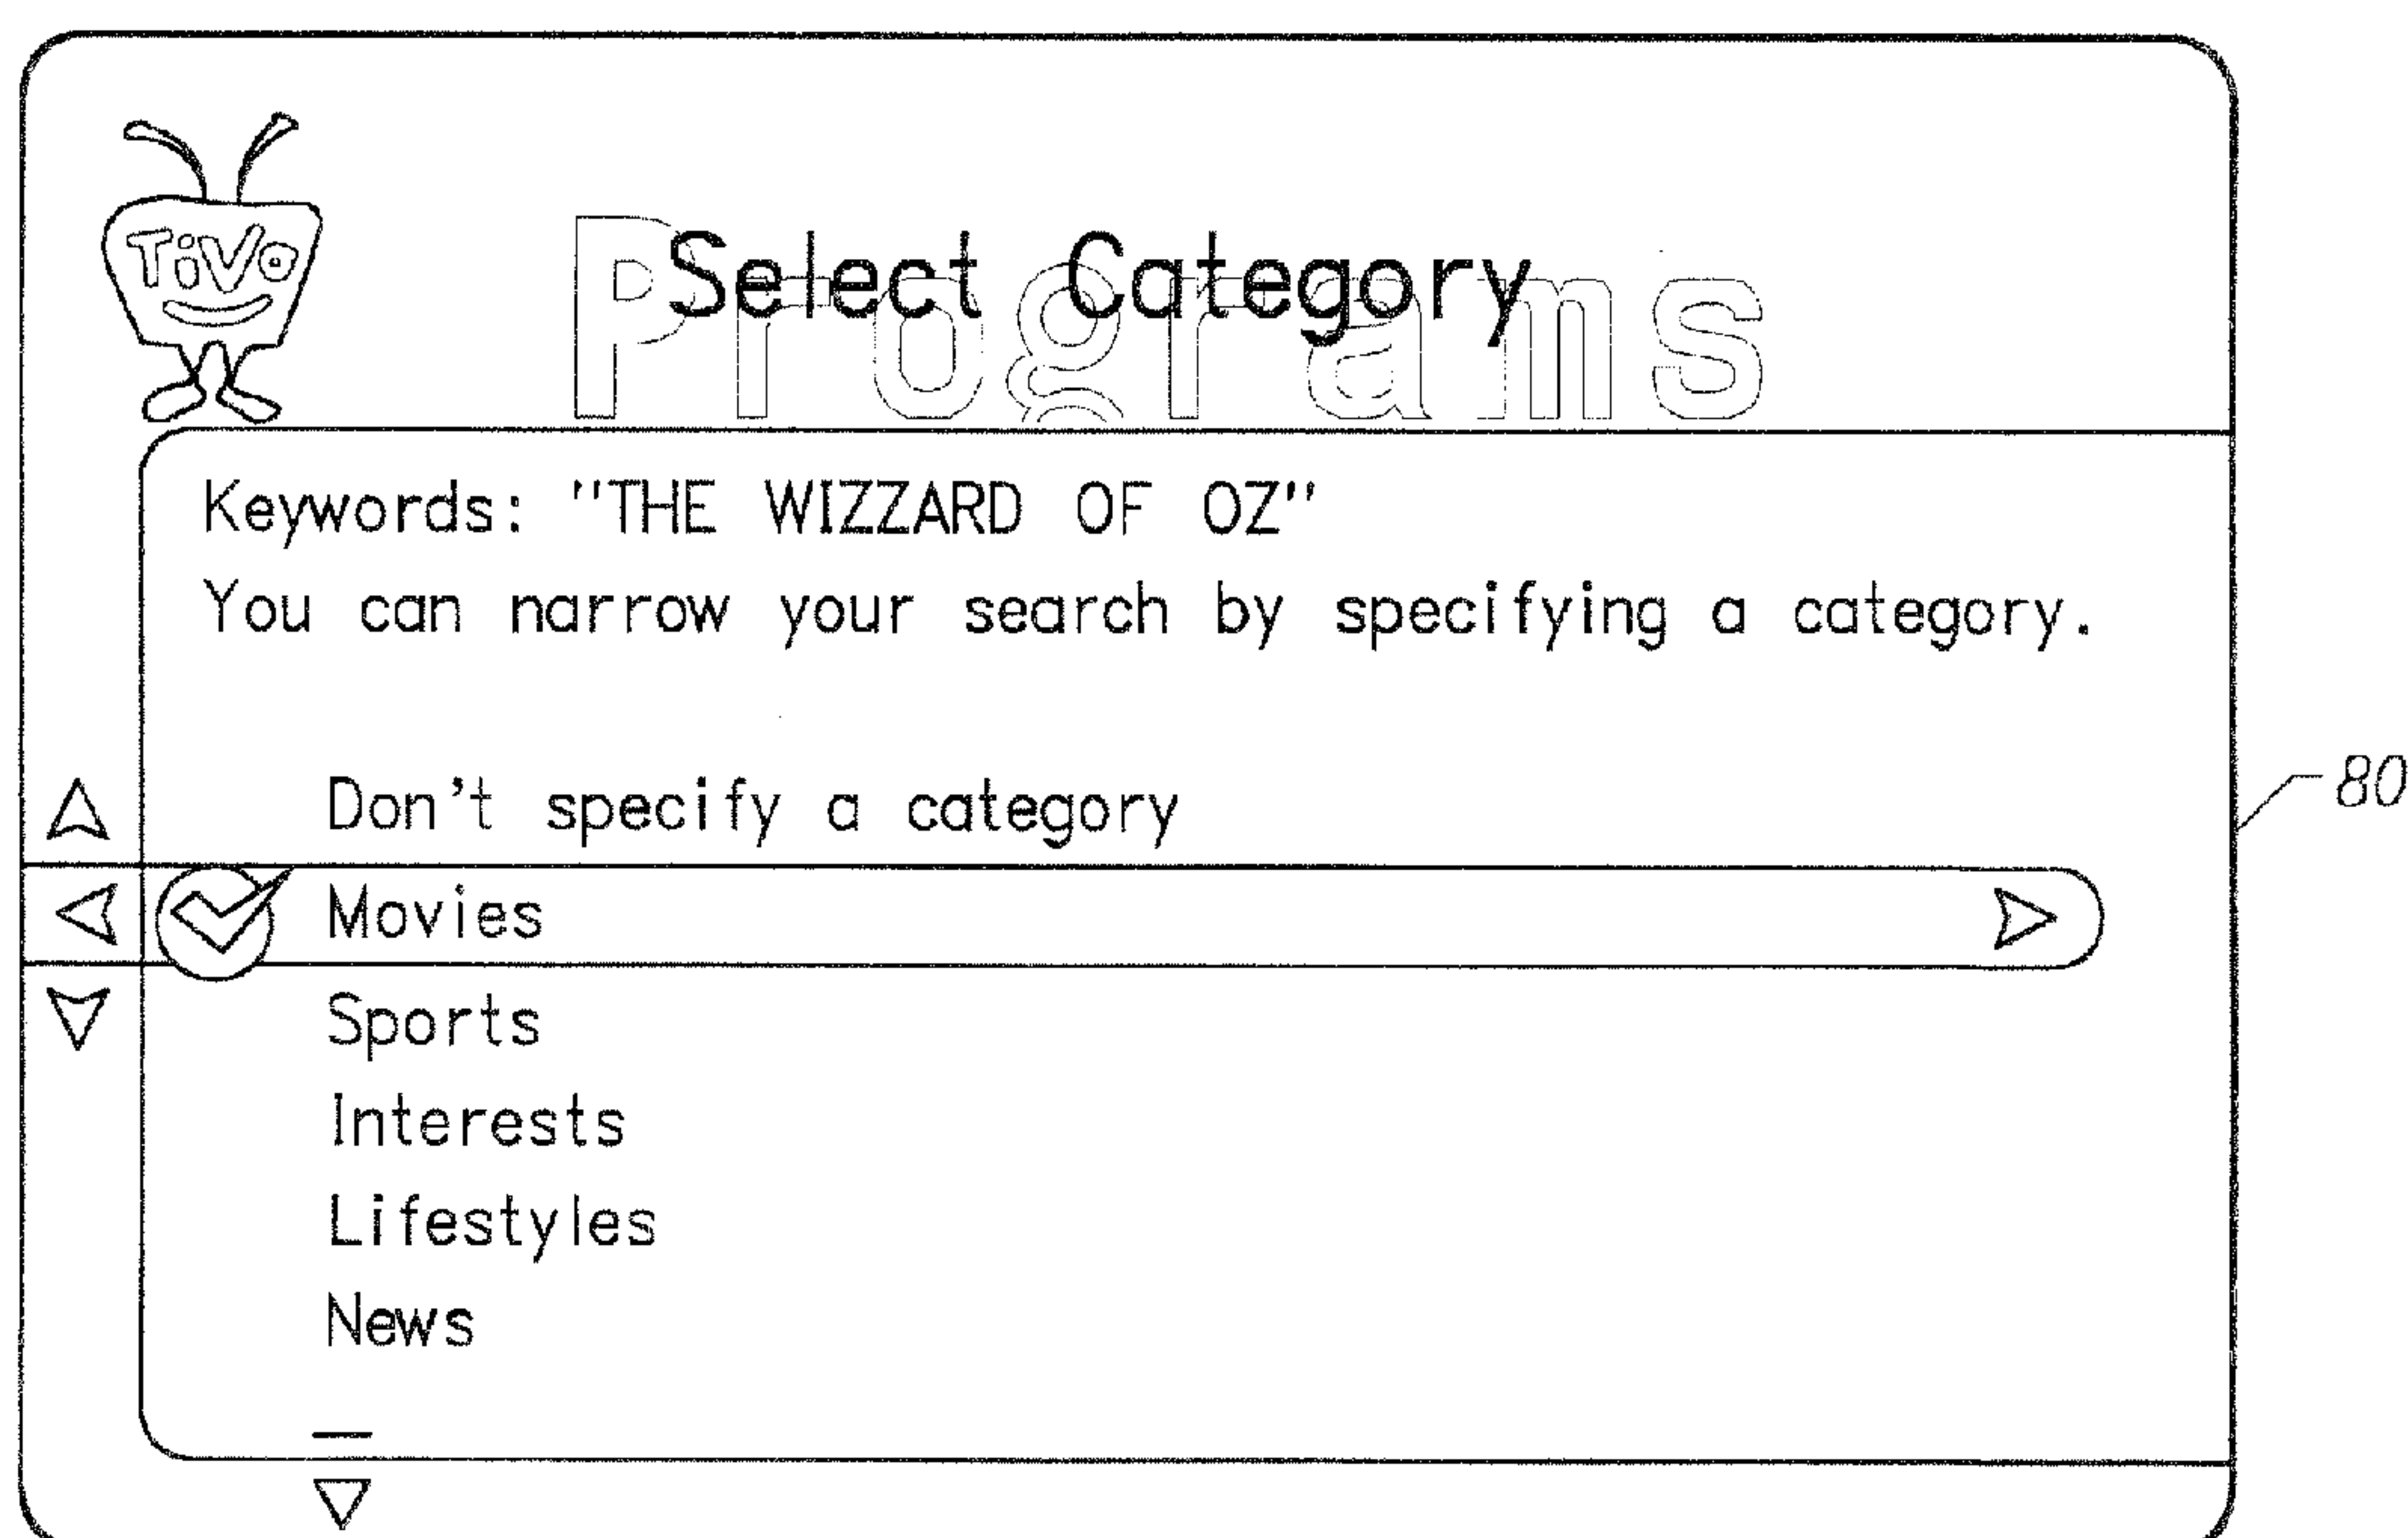 TiVo
Programs
Select Category
Keywords: "THE WIZZARD OF OZ"
You can narrow your search by specifying a category.
Don't specify a category
80
Movies
Sports
Interests
Lifestyles
News